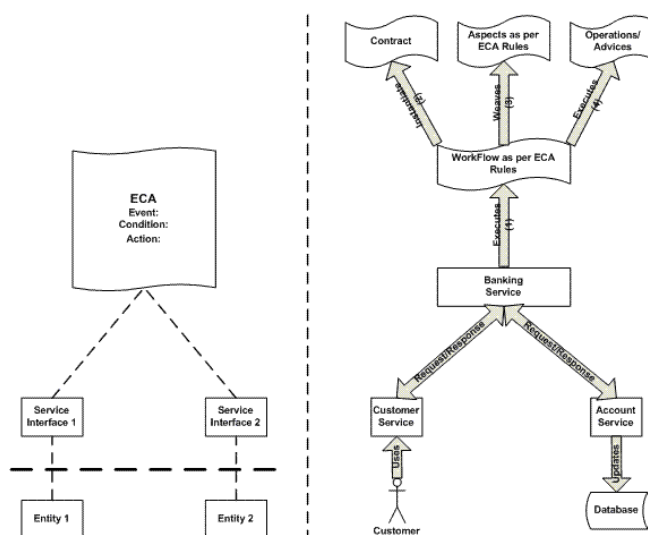 ECA
Event:
Condition:
Action:
Service
Interface 1
Service
Interface 2
Entity 1
Entity 2
Contract
Aspects as per
ECA Rules
Operations/
Advices
Instantiate
(2)
Weaves
(3)
Executes
(4)
WorkFlow as per ECA
Rules
Executes
(1)
Banking
Service
Request/Response
Request/Response
Customer
Service
Account
Service
Uses
Updates
Customer
Database